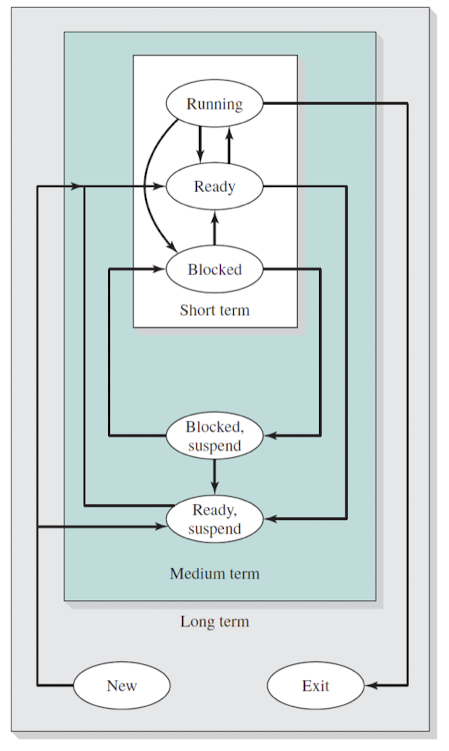 Running
Ready
Blocked
Short term
Blocked,
suspend
Ready,
suspend
Medium term
Long term
New
Exit